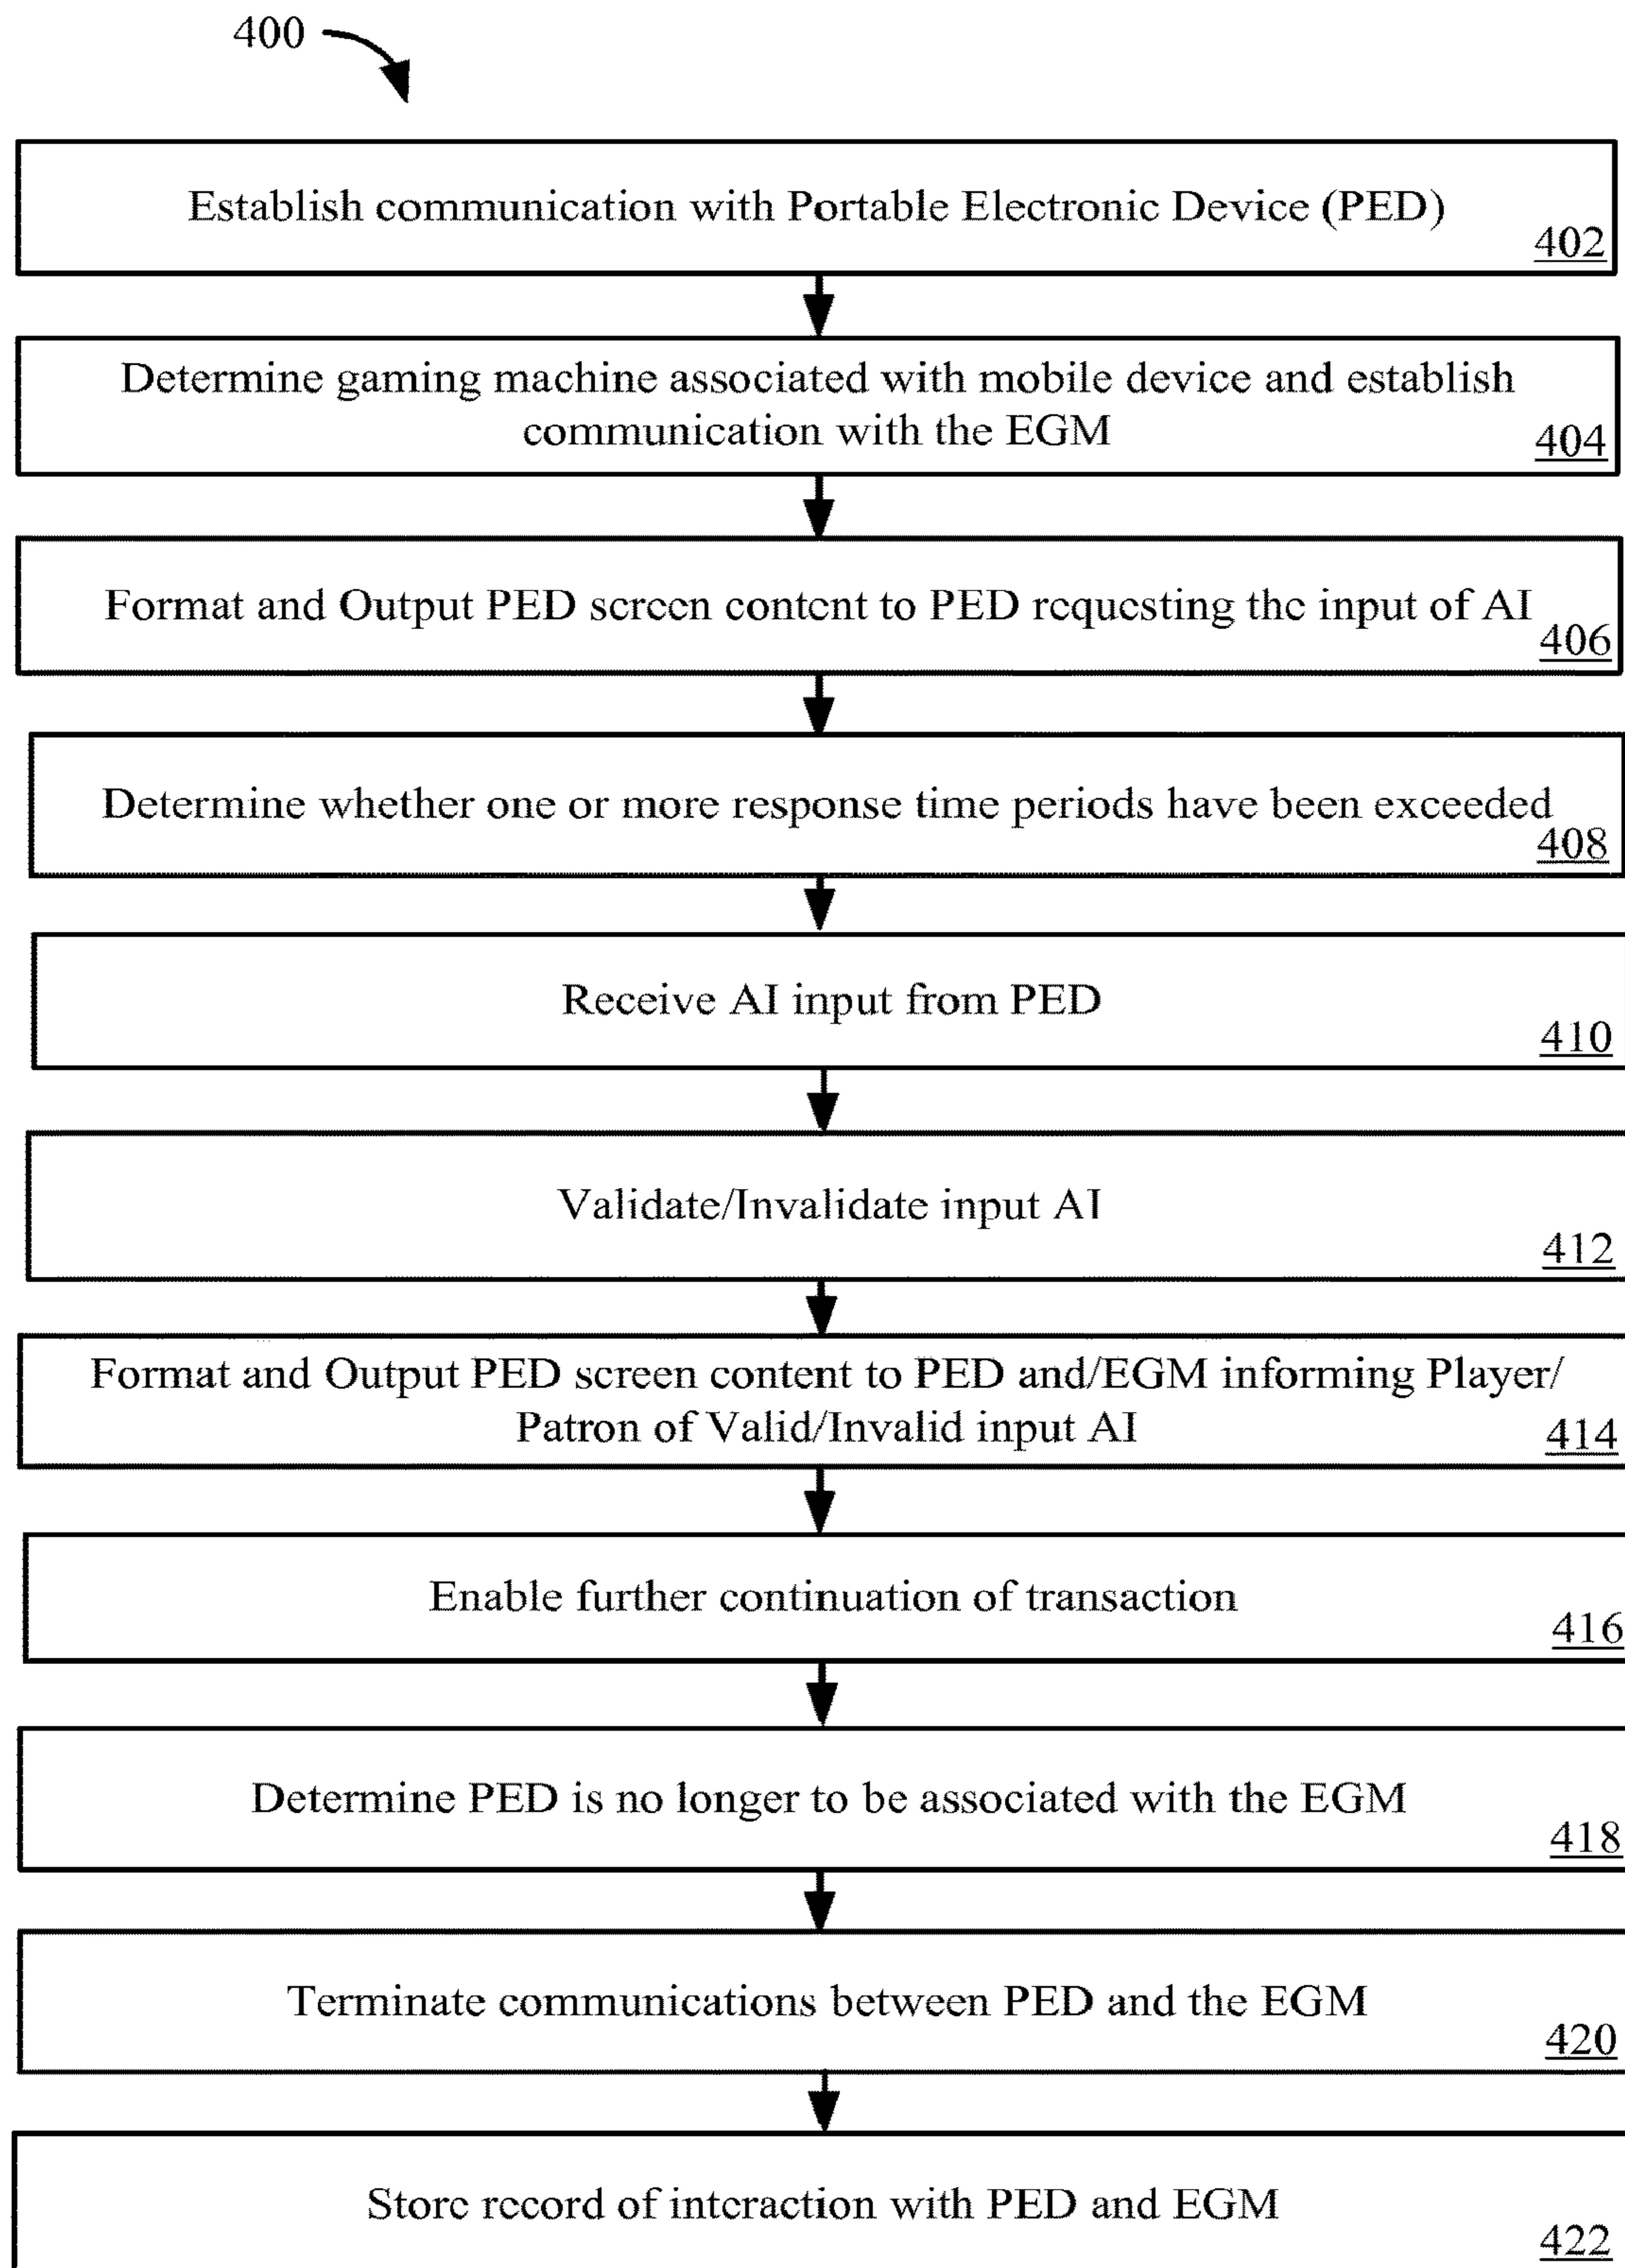 400
Establish communication with Portable Electronic Device (PED)
402
Determine gaming machine associated with mobile device and establish
communication with the EGM
404
Format and Output PED screen content to PED requesting the input of AI
406
Determine whether one or more response time periods have been exceeded
408
Receive AI input from PED
410
Validate/Invalidate input AI
412
Format and Output PED screen content to PED and/EGM informing Player/
Patron of Valid/Invalid input AI
414
Enable further continuation of transaction
416
Determine PED is no longer to be associated with the EGM
418
Terminate communications between PED and the EGM
420
Store record of interaction with PED and EGM
422